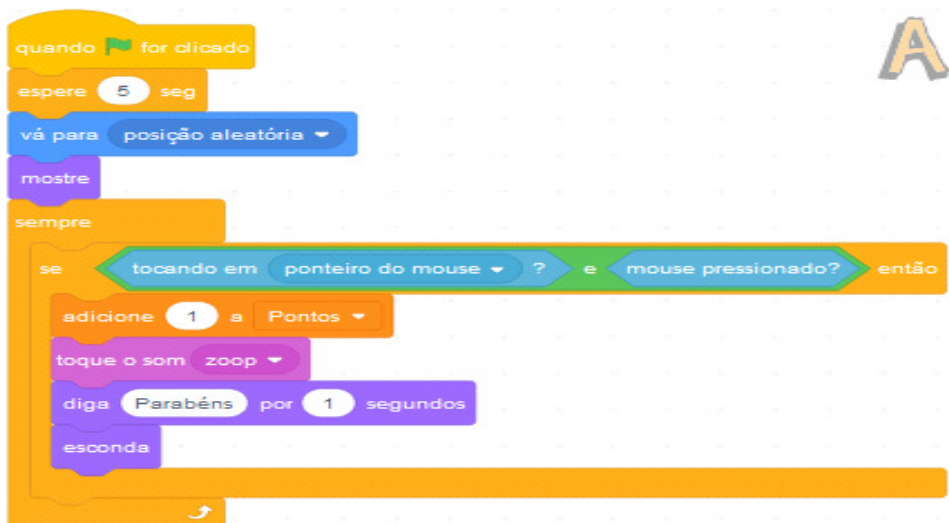 quando for clicado
espere 5 seg
vá para posição aleatória
mostre
sempre
se tocando em ponteiro do mouse ? e mouse pressionado? então
adicione 1 a Pontos
toque o som zoop
diga Parabéns por 1 segundos
esconda
A